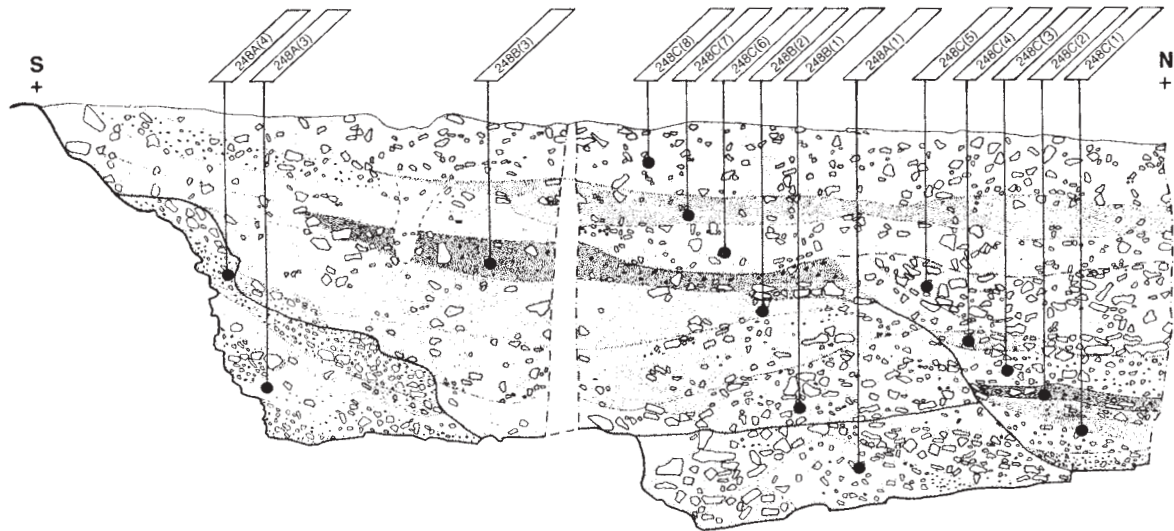 248A(4)
248A(3)
248B(3)
248C(8)
248C(7)
248C(6)
248B(2)
248B(1)
248A(1)
248C(5)
248C(4)
248C(3)
248C(2)
248C(1)
S
+
N
+